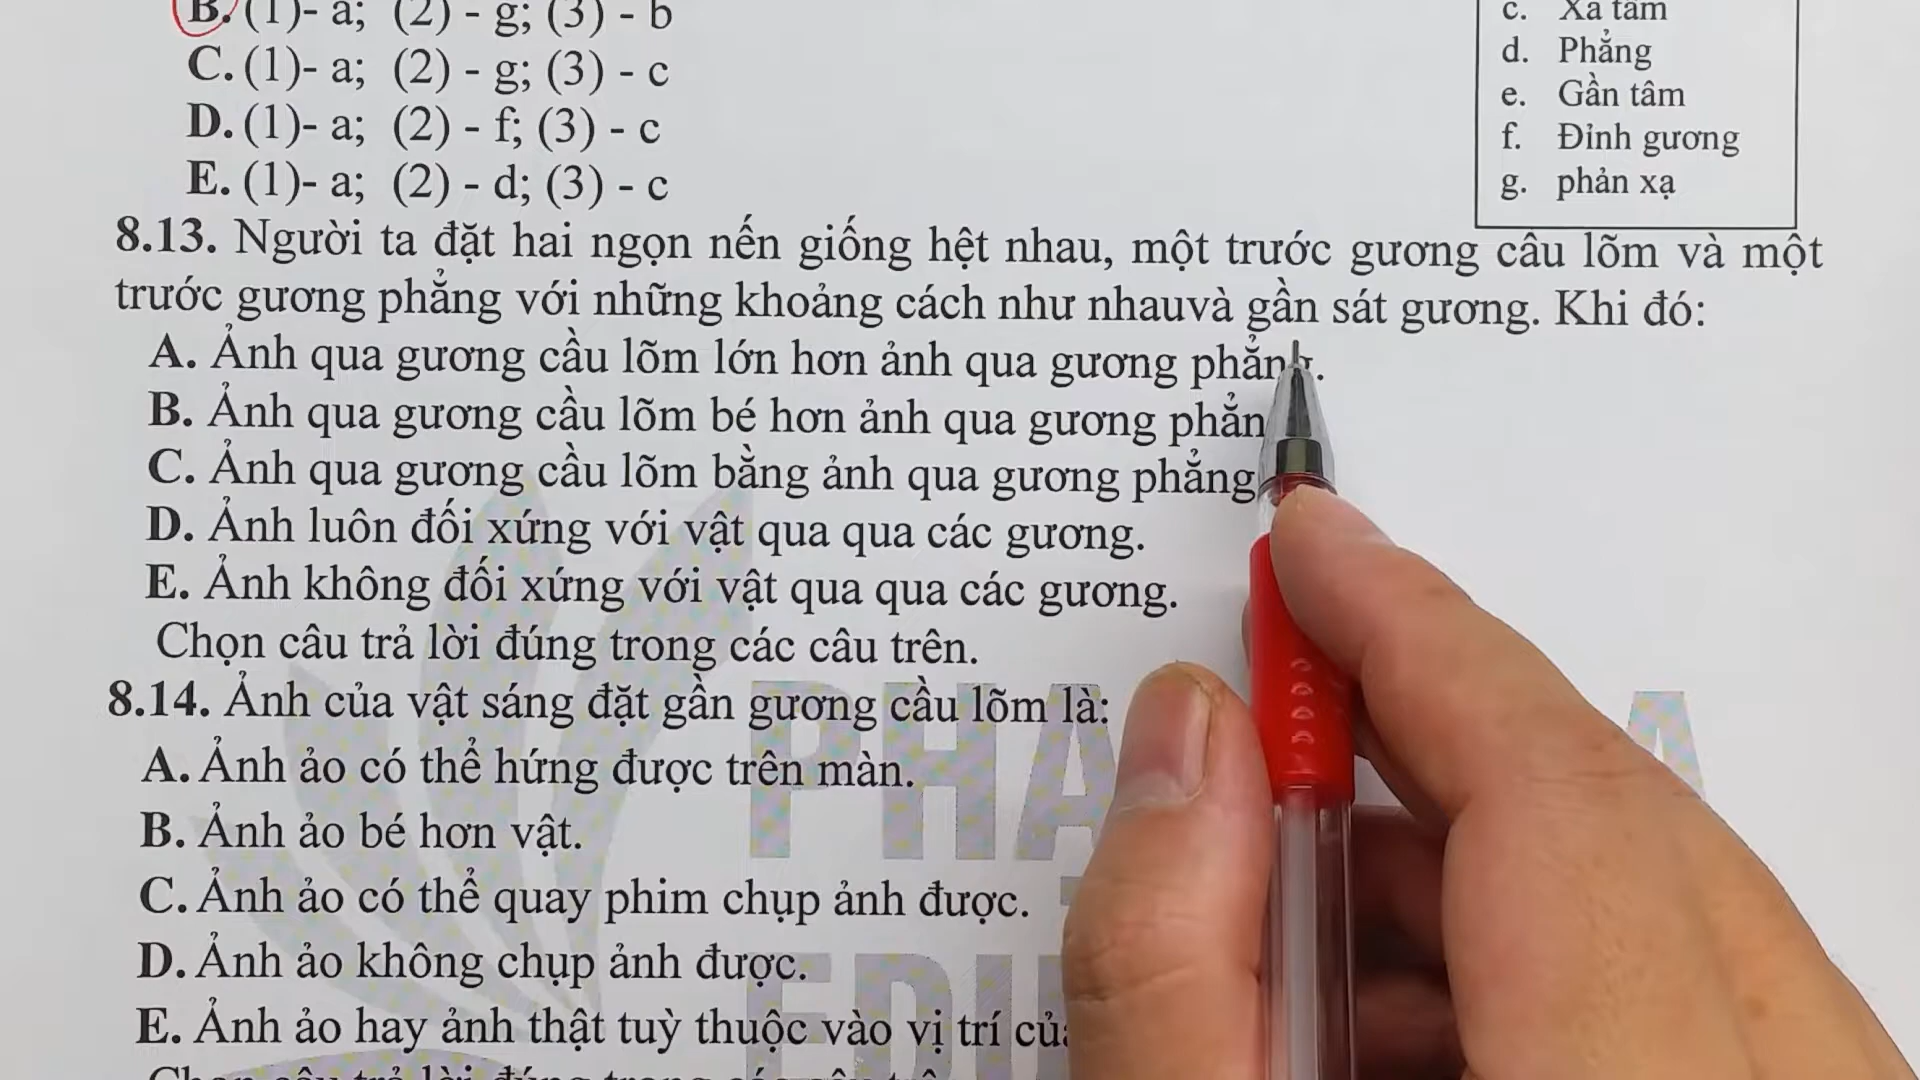 B. (1)- a; (2) - g; (3) - b
C. (1)- a; (2) - g; (3) - c
D. (1)- a; (2) - f; (3) - c
E. (1)- a; (2) - d; (3) - c
c. Xa tâm
d. Phẳng
e. Gần tâm
f. Đỉnh gương
g. phản xạ
8.13. Người ta đặt hai ngọn nến giống hệt nhau, một trước gương cầu lõm và một
trước gương phẳng với những khoảng cách như nhauvà gần sát gương. Khi đó:
A. Ảnh qua gương cầu lõm lớn hơn ảnh qua gương phẳng.
B. Ảnh qua gương cầu lõm bé hơn ảnh qua gương phẳn
C. Ảnh qua gương cầu lõm bằng ảnh qua gương phẳng
D. Ảnh luôn đối xứng với vật qua qua các gương.
E. Ảnh không đối xứng với vật qua qua các gương.
Chọn câu trả lời đúng trong các câu trên.
8.14. Ảnh của vật sáng đặt gần gương cầu lõm là:
A. Ảnh ảo có thể hứng được trên màn.
B. Ảnh ảo bé hơn vật.
C. Ảnh ảo có thể quay phim chụp ảnh được.
D. Ảnh ảo không chụp ảnh được.
E. Ảnh ảo hay ảnh thật tuỳ thuộc vào vị trí